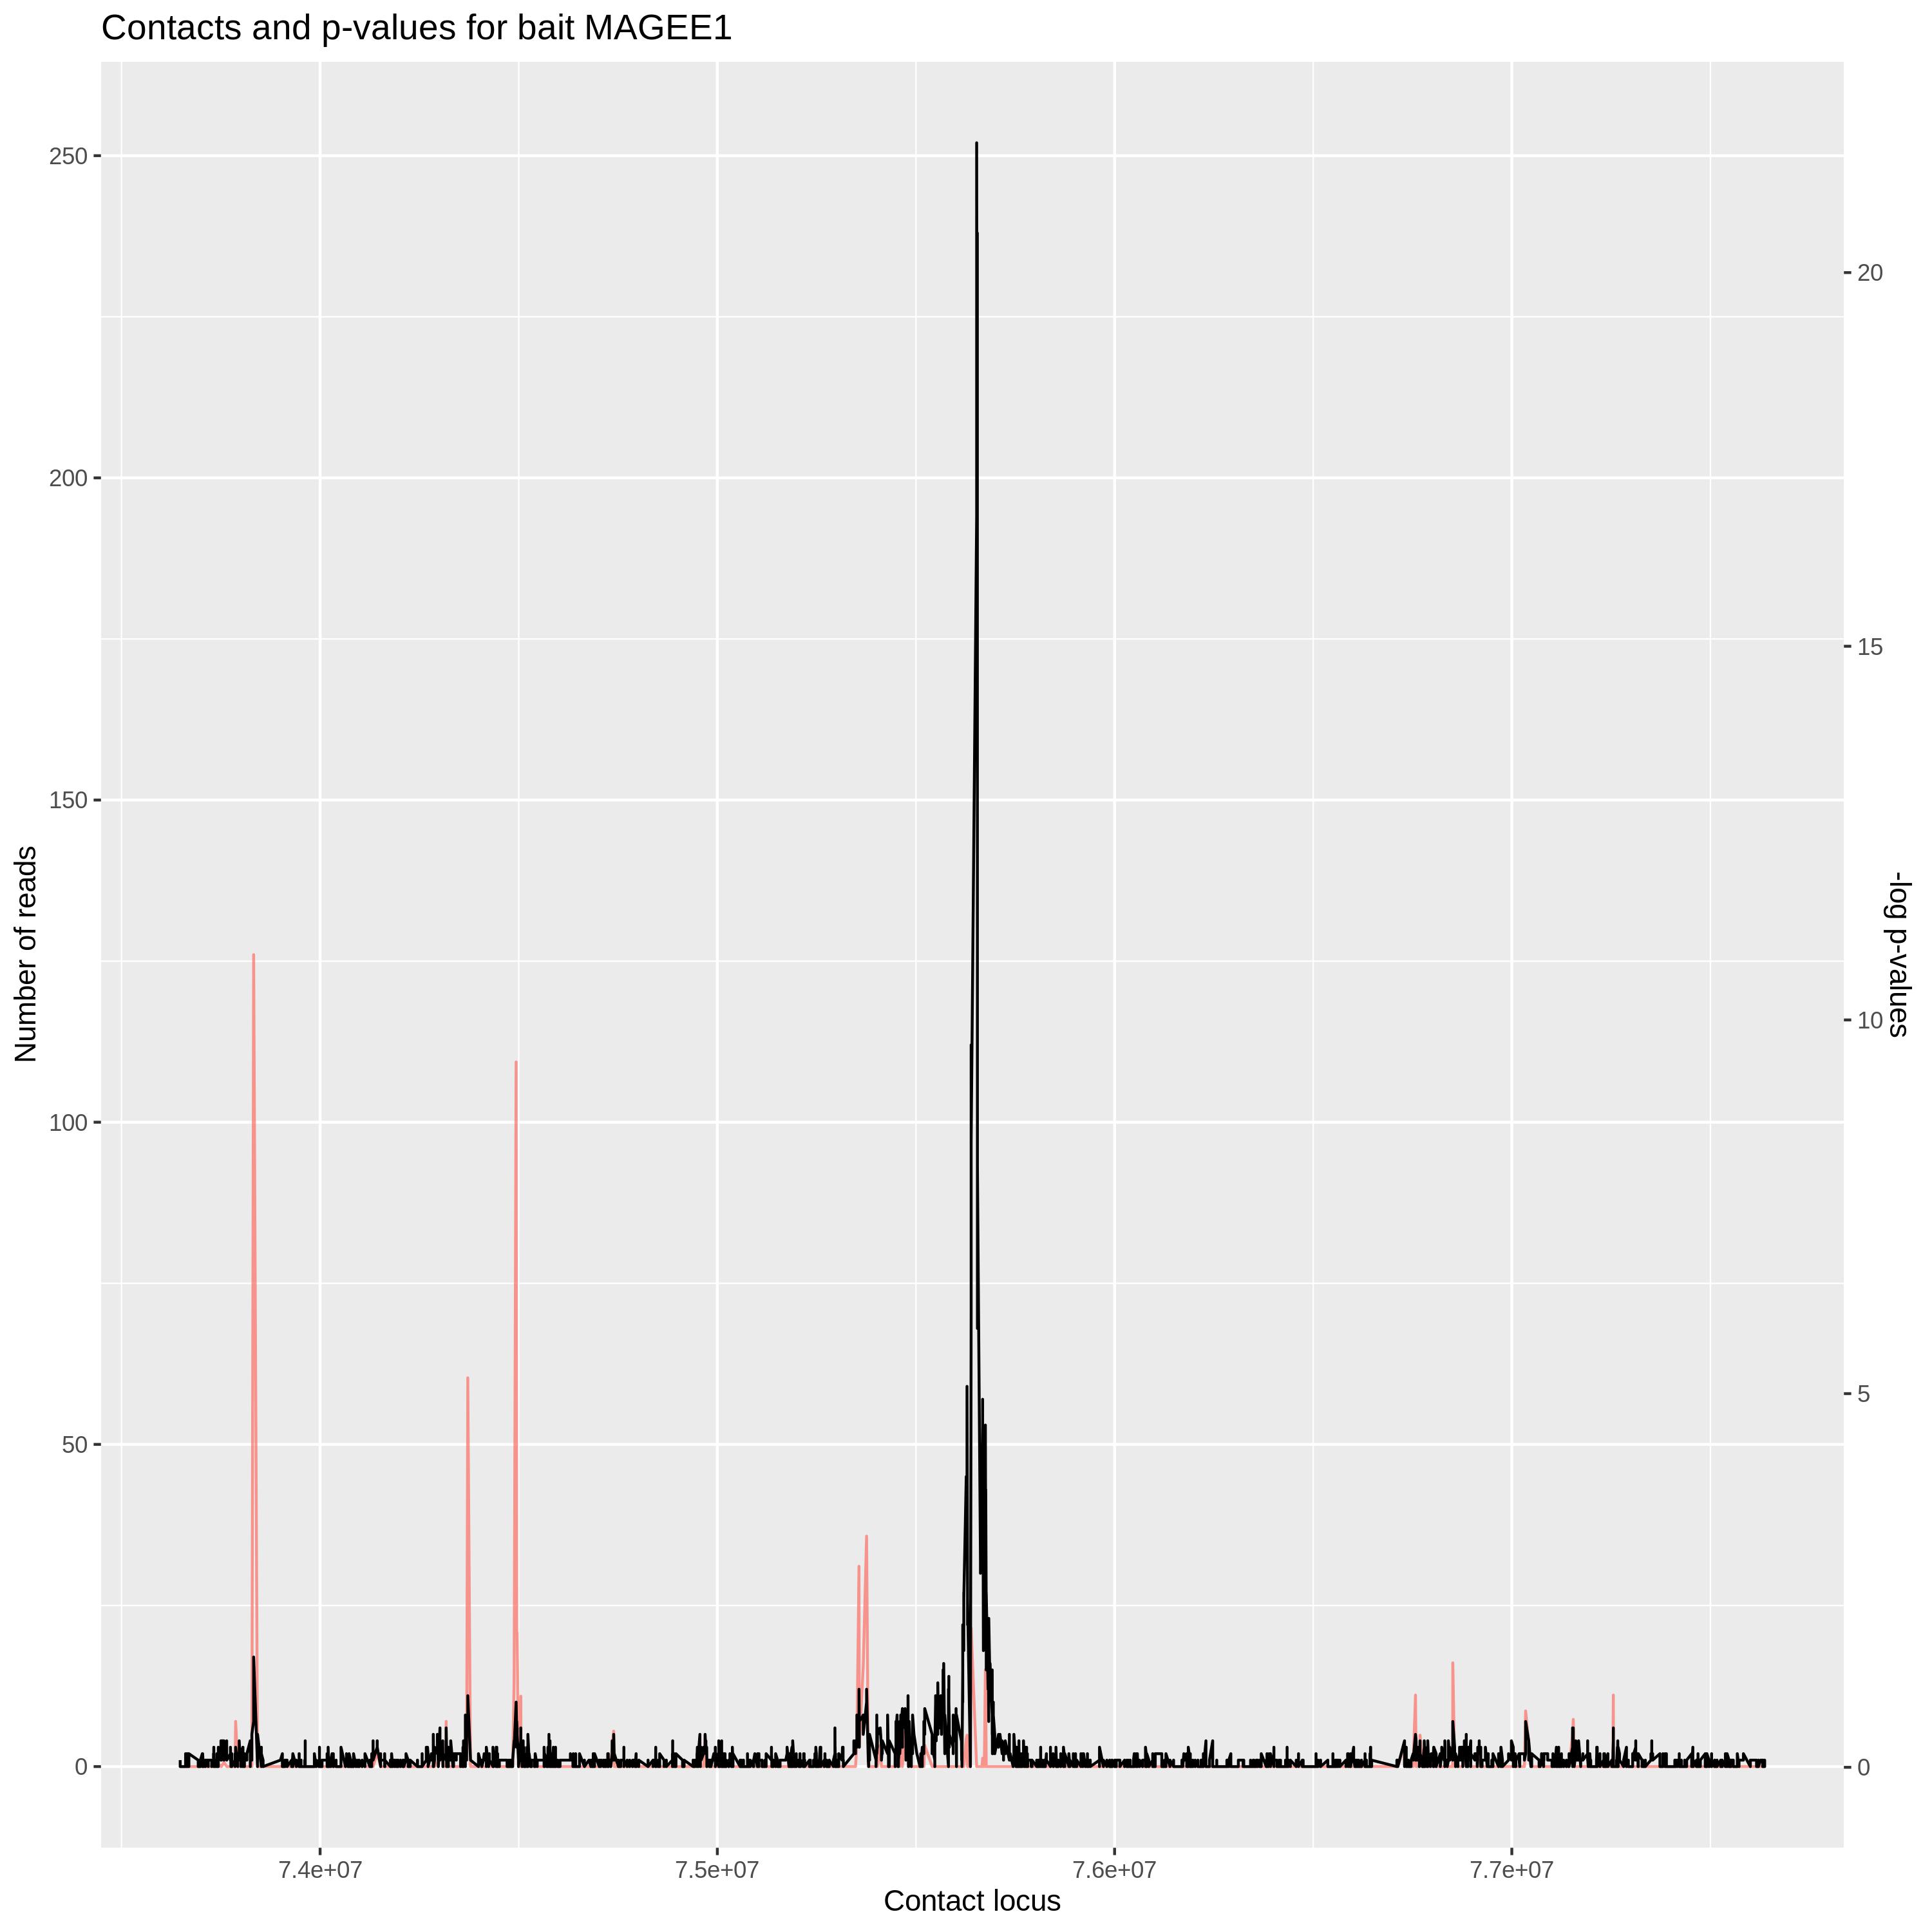 Contacts and p-values for bait MAGEE1
Number of reads
250
200
150
100
50
0
20
15
10
5
0
-log p-values
7.4e+07 7.5e+07 7.6e+07 7.7e+07
Contact locus